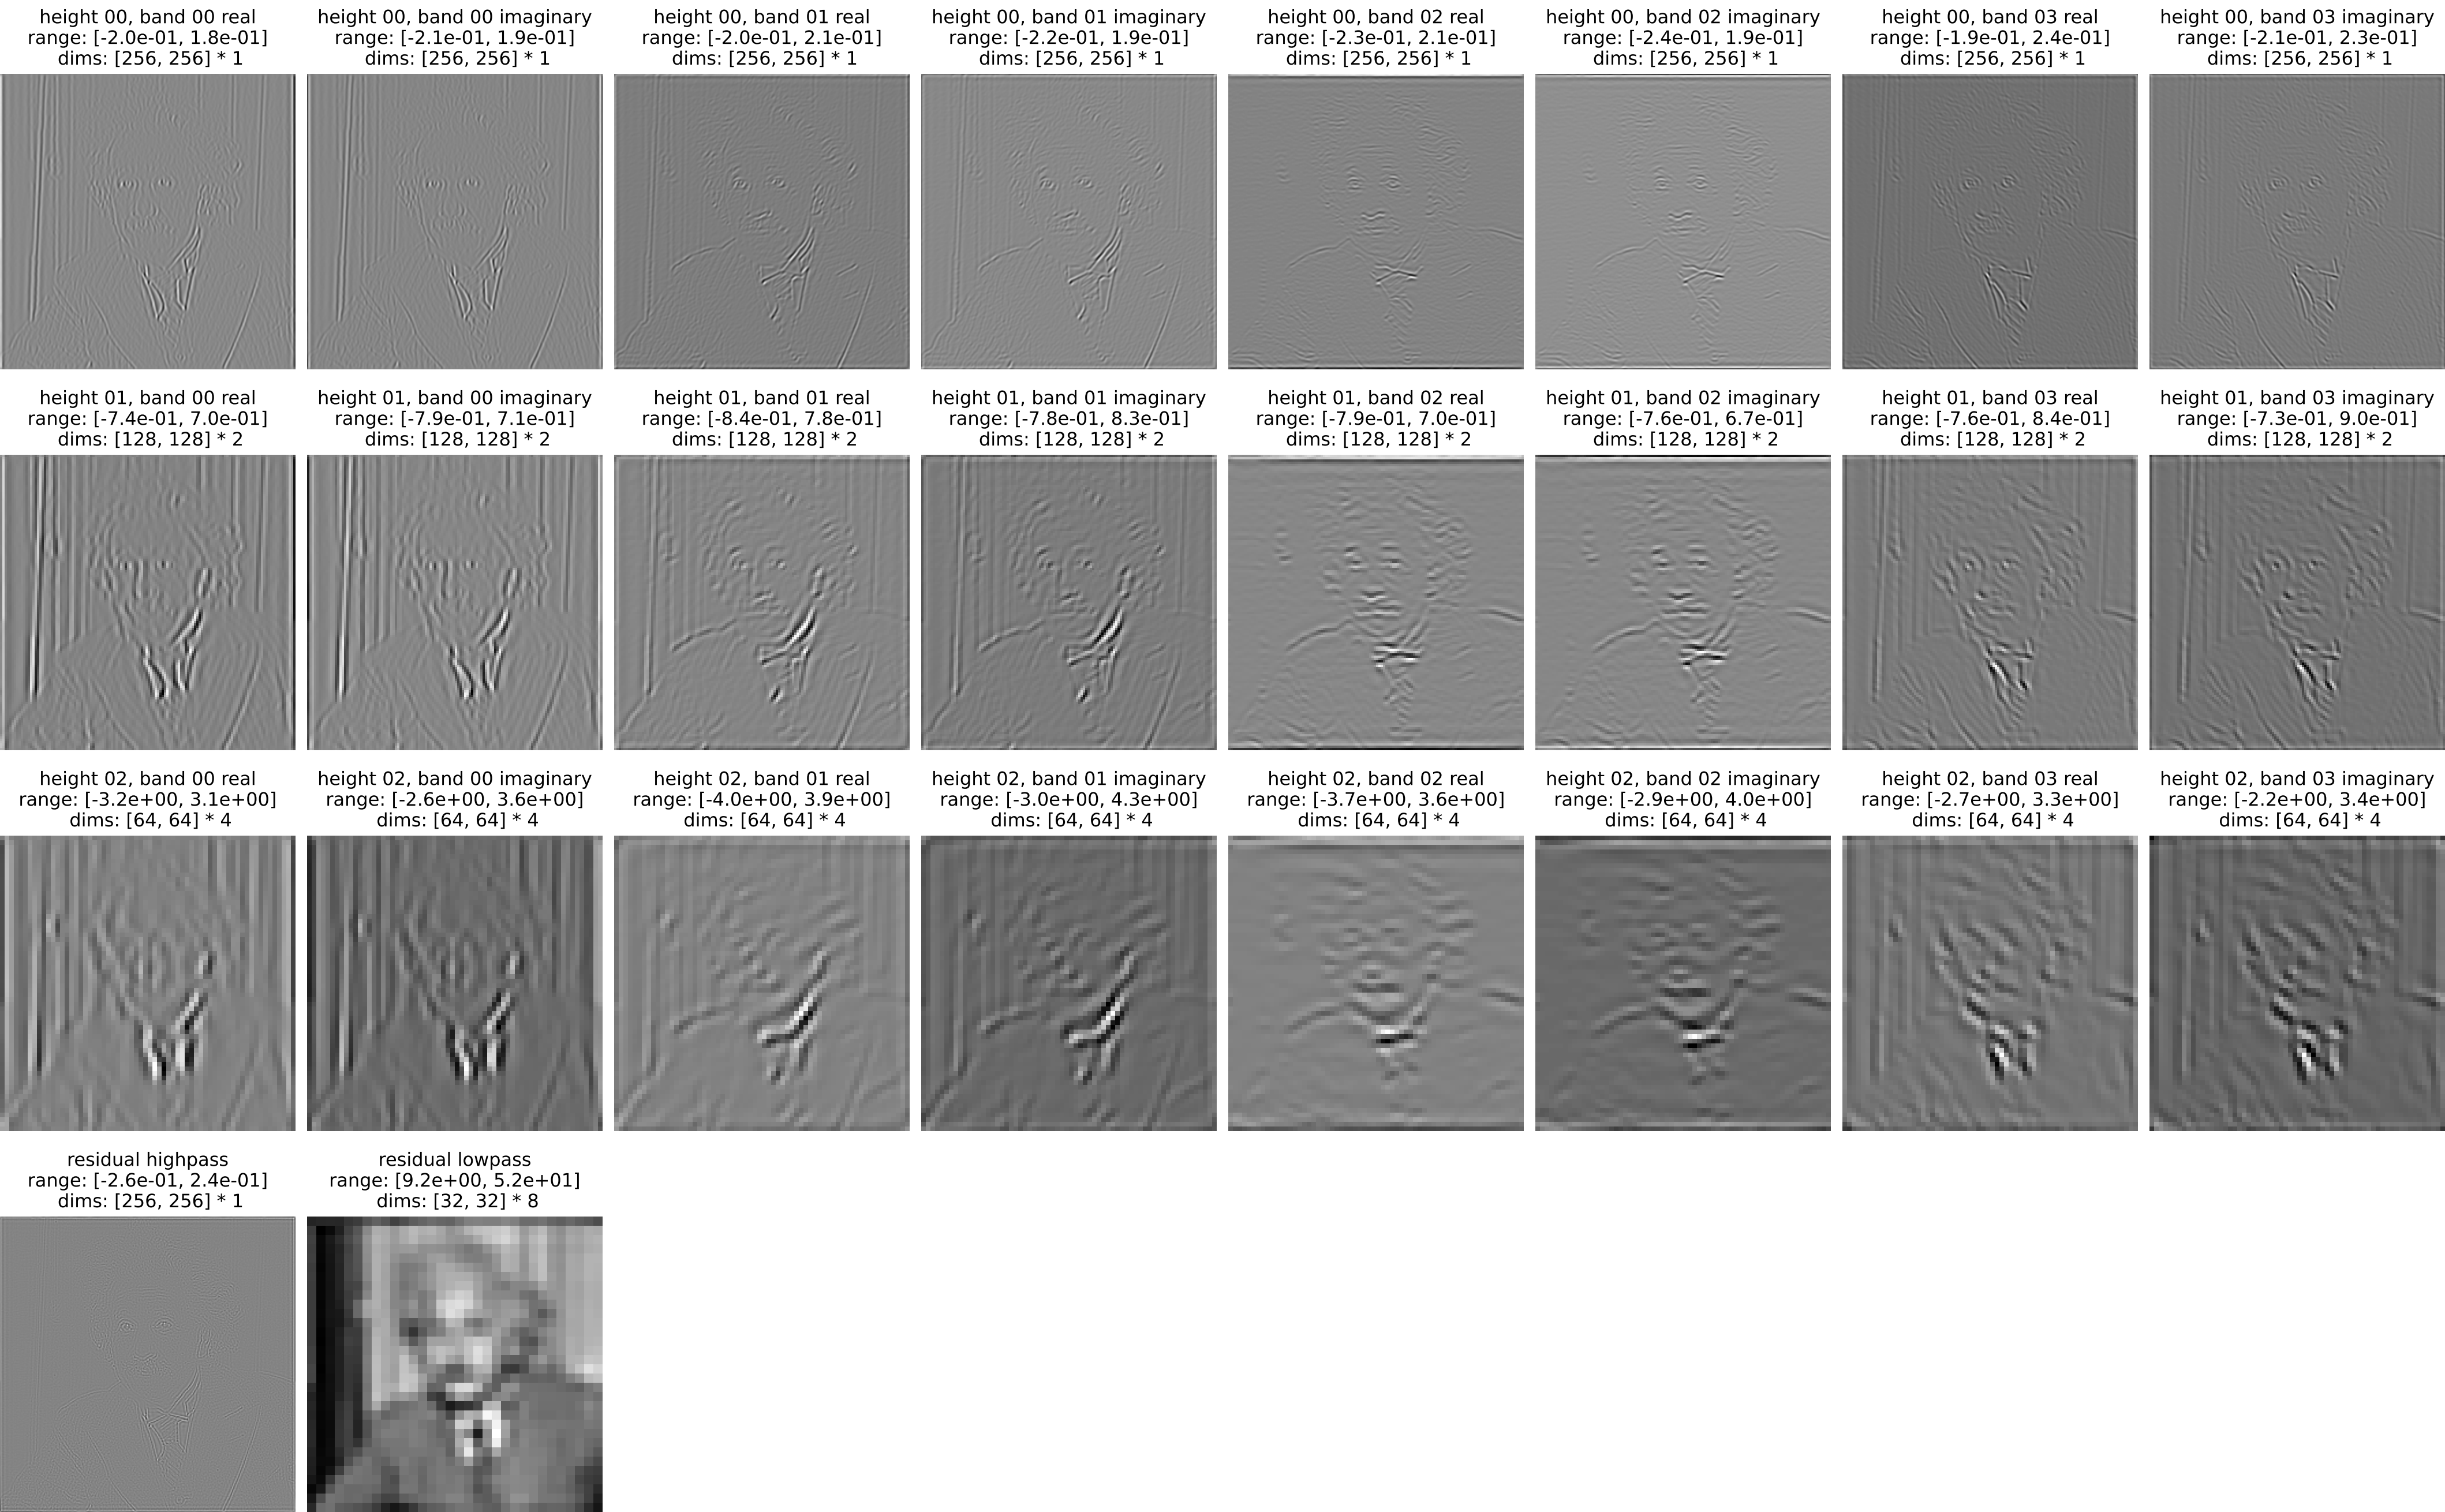 height 00, band 00 real
range: [-2.0e-01, 1.8e-01]
dims: [256, 256] * 1
height 00, band 00 imaginary
range: [-2.1e-01, 1.9e-01]
dims: [256, 256] * 1
height 00, band 01 real
range: [-2.0e-01, 2.1e-01]
dims: [256, 256] * 1
height 00, band 01 imaginary
range: [-2.2e-01, 1.9e-01]
dims: [256, 256] * 1
height 00, band 02 real
range: [-2.3e-01, 2.1e-01]
dims: [256, 256] * 1
height 00, band 02 imaginary
range: [-2.4e-01, 1.9e-01]
dims: [256, 256] * 1
height 00, band 03 real
range: [-1.9e-01, 2.4e-01]
dims: [256, 256] * 1
height 00, band 03 imaginary
range: [-2.1e-01, 2.3e-01]
dims: [256, 256] * 1
height 01, band 00 real
range: [-7.4e-01, 7.0e-01]
dims: [128, 128] * 2
height 01, band 00 imaginary
range: [-7.9e-01, 7.1e-01]
dims: [128, 128] * 2
height 01, band 01 real
range: [-8.4e-01, 7.8e-01]
dims: [128, 128] * 2
height 01, band 01 imaginary
range: [-7.8e-01, 8.3e-01]
dims: [128, 128] * 2
height 01, band 02 real
range: [-7.9e-01, 7.0e-01]
dims: [128, 128] * 2
height 01, band 02 imaginary
range: [-7.6e-01, 6.7e-01]
dims: [128, 128] * 2
height 01, band 03 real
range: [-7.6e-01, 8.4e-01]
dims: [128, 128] * 2
height 01, band 03 imaginary
range: [-7.3e-01, 9.0e-01]
dims: [128, 128] * 2
height 02, band 00 real
range: [-3.2e+00, 3.1e+00]
dims: [64, 64] * 4
height 02, band 00 imaginary
range: [-2.6e+00, 3.6e+00]
dims: [64, 64] * 4
height 02, band 01 real
range: [-4.0e+00, 3.9e+00]
dims: [64, 64] * 4
height 02, band 01 imaginary
range: [-3.0e+00, 4.3e+00]
dims: [64, 64] * 4
height 02, band 02 real
range: [-3.7e+00, 3.6e+00]
dims: [64, 64] * 4
height 02, band 02 imaginary
range: [-2.9e+00, 4.0e+00]
dims: [64, 64] * 4
height 02, band 03 real
range: [-2.7e+00, 3.3e+00]
dims: [64, 64] * 4
height 02, band 03 imaginary
range: [-2.2e+00, 3.4e+00]
dims: [64, 64] * 4
residual highpass
range: [-2.6e-01, 2.4e-01]
dims: [256, 256] * 1
residual lowpass
range: [9.2e+00, 5.2e+01]
dims: [32, 32] * 8